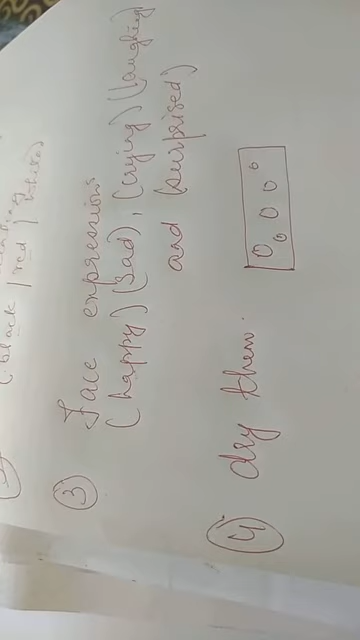 (black / red / white)
③ Face expressions
(happy) (sad), (crying) (laughing)
and (surprised)
④ dry them.